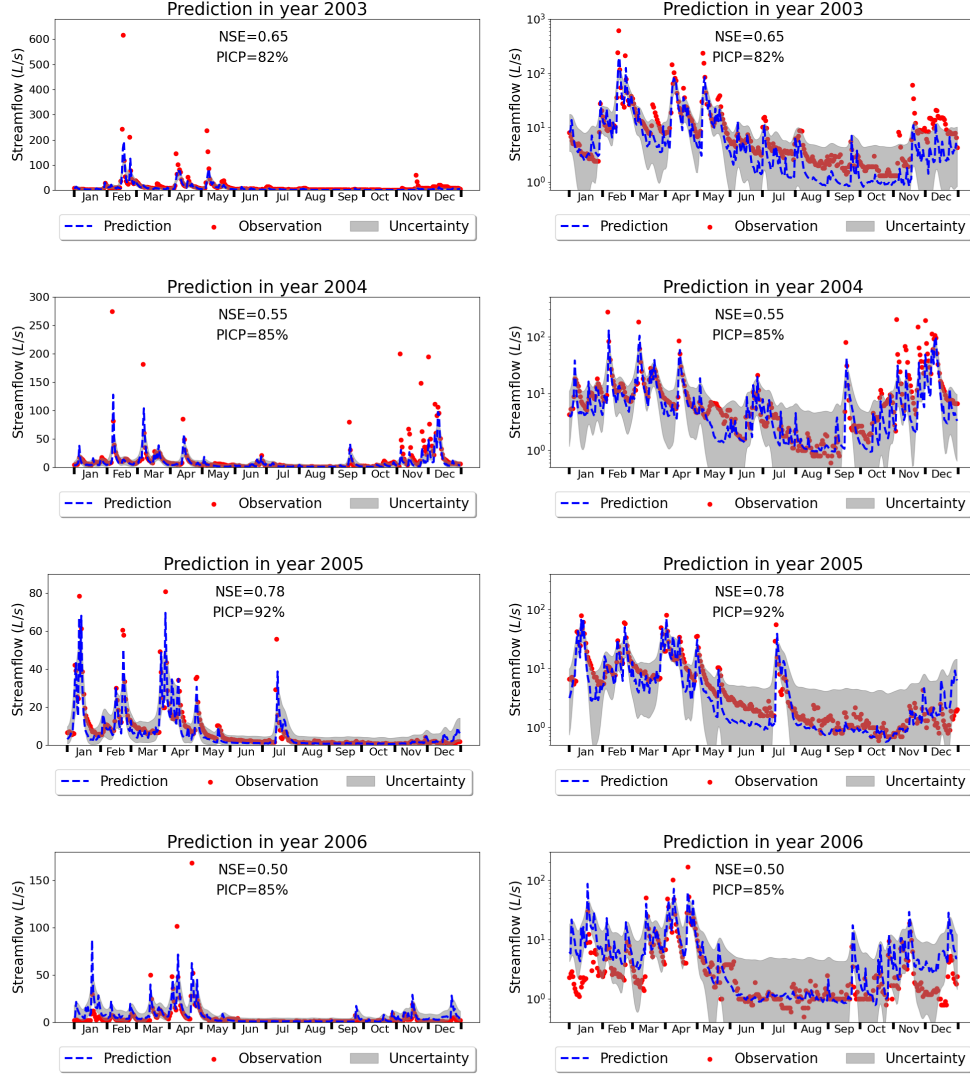 Prediction in year 2003
NSE=0.65
PICP=82%
Streamflow (L/s)
600
500
400
300
200
100
0
Jan Feb Mar Apr May Jun Jul Aug Sep Oct Nov Dec
Prediction Observation Uncertainty
Prediction in year 2003
NSE=0.65
PICP=82%
Streamflow (L/s)
10³
10²
10¹
10⁰
Jan Feb Mar Apr May Jun Jul Aug Sep Oct Nov Dec
Prediction Observation Uncertainty
Prediction in year 2004
NSE=0.55
PICP=85%
Streamflow (L/s)
300
250
200
150
100
50
0
Jan Feb Mar Apr May Jun Jul Aug Sep Oct Nov Dec
Prediction Observation Uncertainty
Prediction in year 2004
NSE=0.55
PICP=85%
Streamflow (L/s)
10²
10¹
10⁰
Jan Feb Mar Apr May Jun Jul Aug Sep Oct Nov Dec
Prediction Observation Uncertainty
Prediction in year 2005
NSE=0.78
PICP=92%
Streamflow (L/s)
80
60
40
20
0
Jan Feb Mar Apr May Jun Jul Aug Sep Oct Nov Dec
Prediction Observation Uncertainty
Prediction in year 2005
NSE=0.78
PICP=92%
Streamflow (L/s)
10²
10¹
10⁰
Jan Feb Mar Apr May Jun Jul Aug Sep Oct Nov Dec
Prediction Observation Uncertainty
Prediction in year 2006
NSE=0.50
PICP=85%
Streamflow (L/s)
150
100
50
0
Jan Feb Mar Apr May Jun Jul Aug Sep Oct Nov Dec
Prediction Observation Uncertainty
Prediction in year 2006
NSE=0.50
PICP=85%
Streamflow (L/s)
10²
10¹
10⁰
Jan Feb Mar Apr May Jun Jul Aug Sep Oct Nov Dec
Prediction Observation Uncertainty